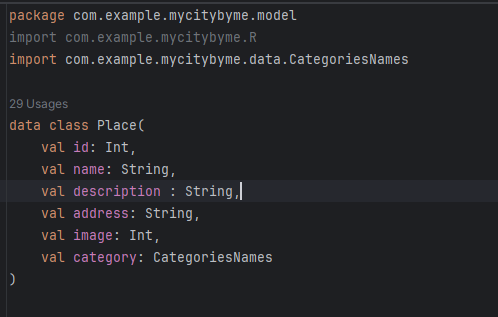 package com.example.mycitybyme.model
import com.example.mycitybyme.R
import com.example.mycitybyme.data.CategoriesNames
29 Usages
data class Place(
    val id: Int,
    val name: String,
    val description : String,
    val address: String,
    val image: Int,
    val category: CategoriesNames
)